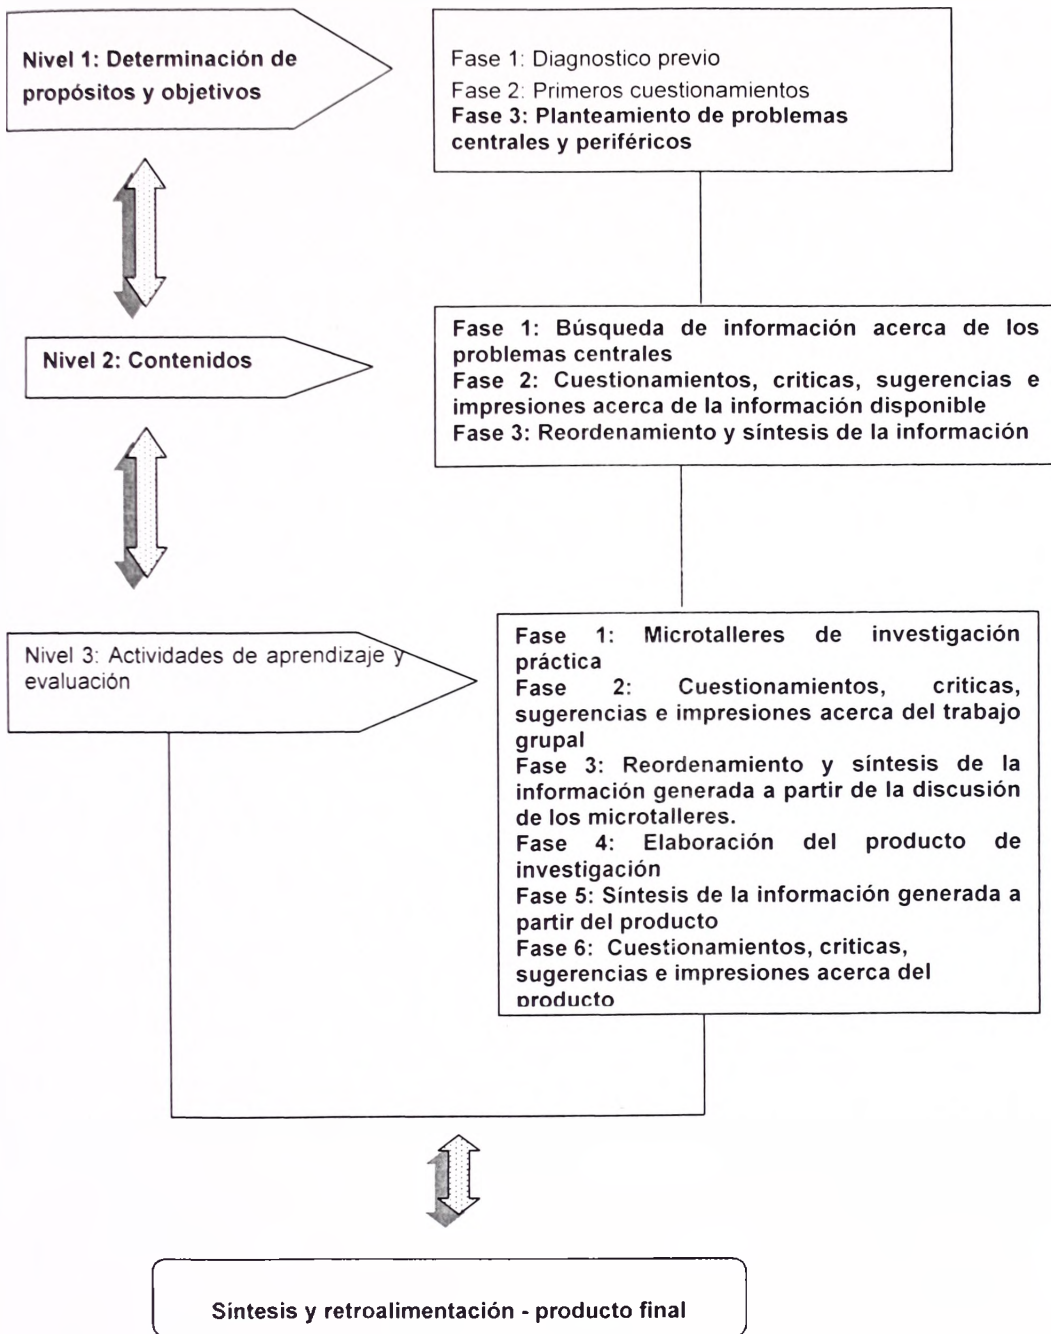 Nivel 1: Determinación de
propósitos y objetivos
Fase 1: Diagnostico previo
Fase 2: Primeros cuestionamientos
Fase 3: Planteamiento de problemas
centrales y periféricos
Nivel 2: Contenidos
Fase 1: Búsqueda de información acerca de los
problemas centrales
Fase 2: Cuestionamientos, criticas, sugerencias e
impresiones acerca de la información disponible
Fase 3: Reordenamiento y síntesis de la información
Nivel 3: Actividades de aprendizaje y
evaluación
Fase 1: Microtalleres de investigación
práctica
Fase 2: Cuestionamientos, criticas,
sugerencias e impresiones acerca del trabajo
grupal
Fase 3: Reordenamiento y síntesis de la
información generada a partir de la discusión
de los microtalleres.
Fase 4: Elaboración del producto de
investigación
Fase 5: Síntesis de la información generada a
partir del producto
Fase 6: Cuestionamientos, criticas,
sugerencias e impresiones acerca del
producto
Síntesis y retroalimentación - producto final